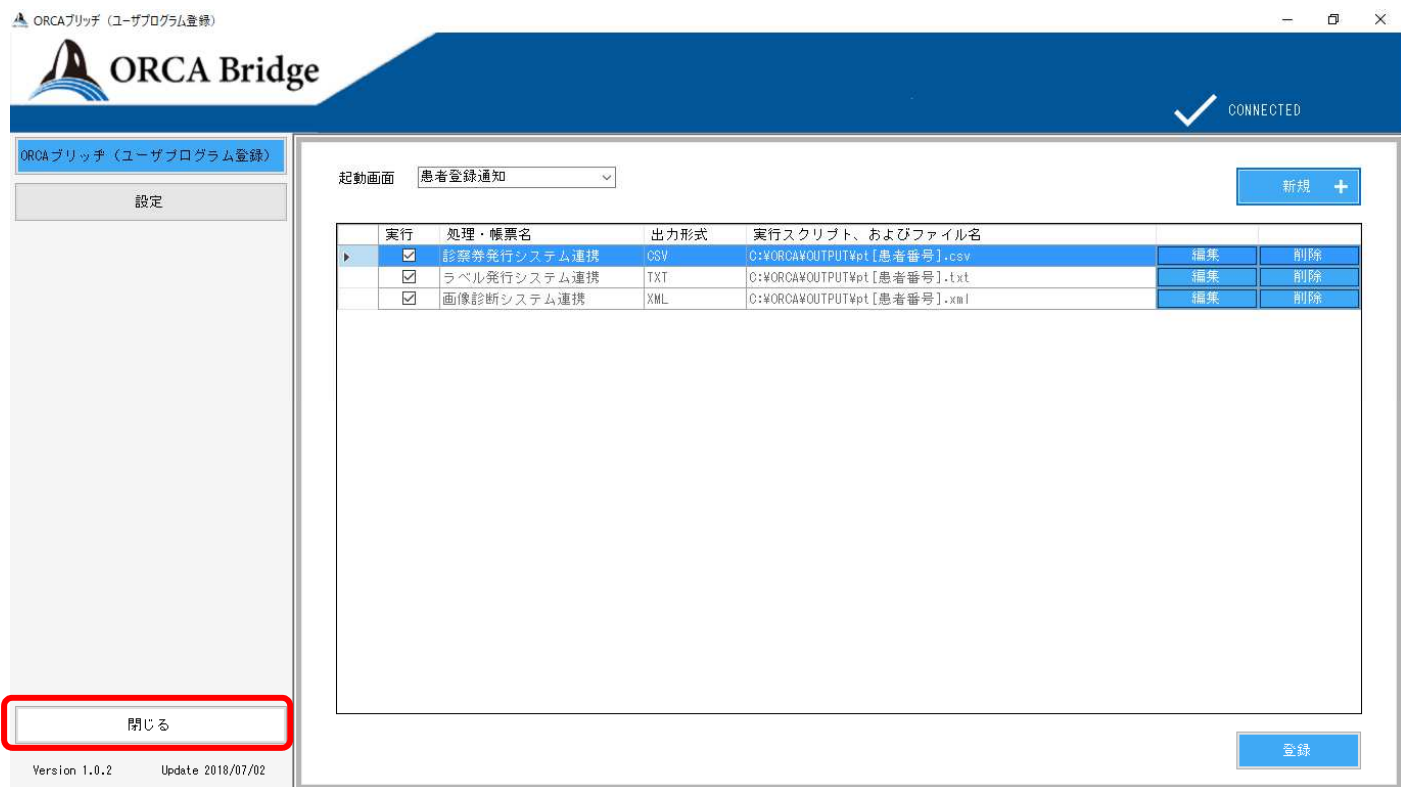 ORCAブリッヂ（ユーザプログラム登録）
ORCA Bridge
CONNECTED
ORCAブリッヂ（ユーザプログラム登録）
設定
起動画面 患者登録通知
新規 +
実行 処理・帳票名 出力形式 実行スクリプト、およびファイル名
診察券発行システム連携 CSV C:¥ORCA¥OUTPUT¥pt[患者番号].csv 編集 削除
ラベル発行システム連携 TXT C:¥ORCA¥OUTPUT¥pt[患者番号].txt 編集 削除
画像診断システム連携 XML C:¥ORCA¥OUTPUT¥pt[患者番号].xml 編集 削除
閉じる
登録
Version 1.0.2 Update 2018/07/02